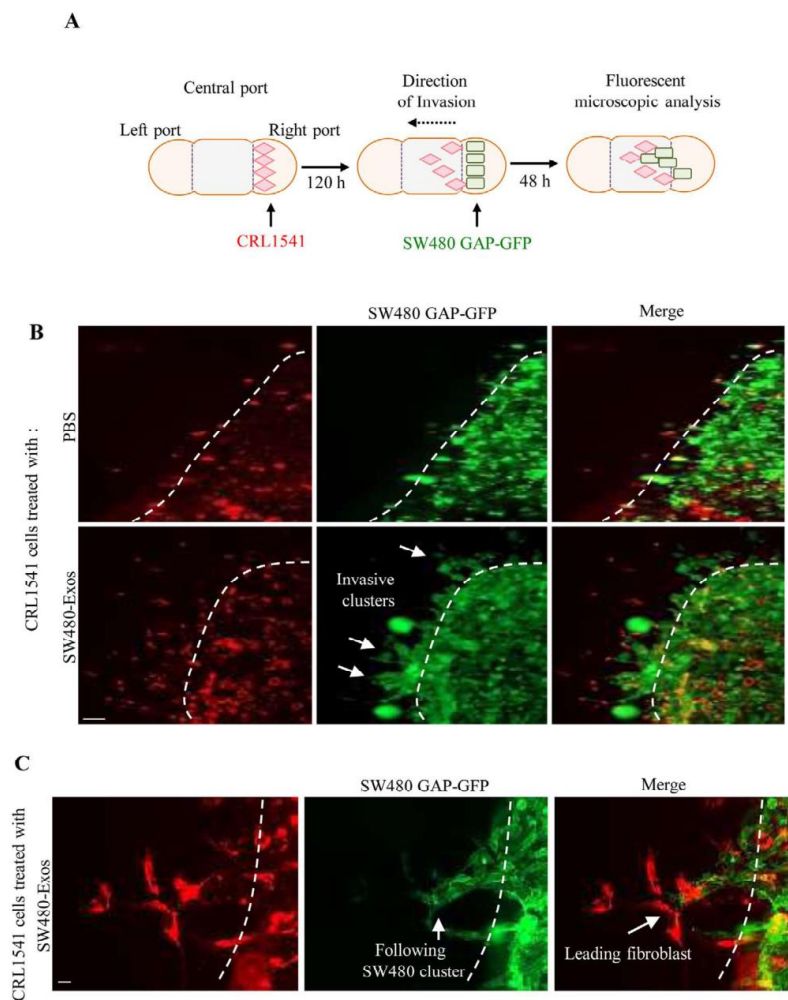 A
Central port
Direction
of Invasion
Fluorescent
microscopic analysis
Left port
Right port
120 h
48 h
CRL1541
SW480 GAP-GFP
B
SW480 GAP-GFP
Merge
CRL1541 cells treated with :
PBS
SW480-Exos
Invasive
clusters
C
SW480 GAP-GFP
Merge
CRL1541 cells treated with
SW480-Exos
Following
SW480 cluster
Leading fibroblast